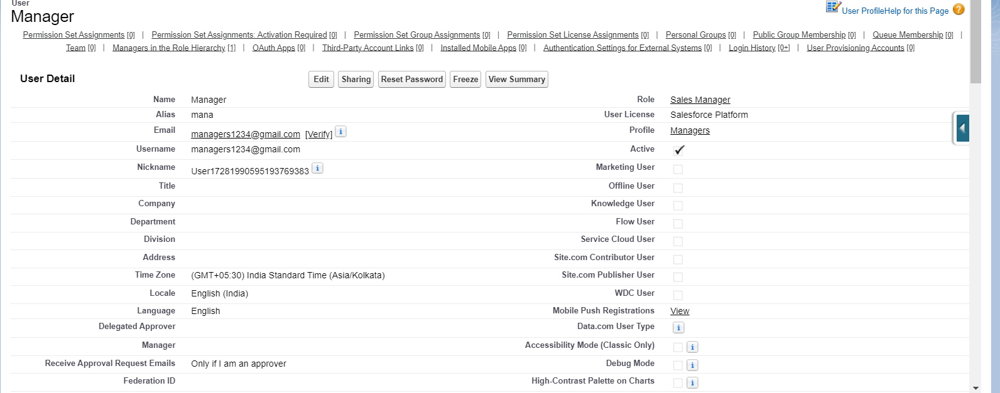 User
Manager
User Profile Help for this Page ?
Permission Set Assignments [0] | Permission Set Assignments: Activation Required [0] | Permission Set Group Assignments [0] | Permission Set License Assignments [0] | Personal Groups [0] | Public Group Membership [0] | Queue Membership [0] |
Team [0] | Managers in the Role Hierarchy [1] | OAuth Apps [0] | Third-Party Account Links [0] | Installed Mobile Apps [0] | Authentication Settings for External Systems [0] | Login History [0+] | User Provisioning Accounts [0]
User Detail Edit Sharing Reset Password Freeze View Summary
Name Manager Role Sales Manager
Alias mana User License Salesforce Platform
Email managers1234@gmail.com [Verify] i Profile Managers
Username managers1234@gmail.com Active
Nickname User17281990595193769383 i Marketing User
Title Offline User
Company Knowledge User
Department Flow User
Division Service Cloud User
Address Site.com Contributor User
Time Zone (GMT+05:30) India Standard Time (Asia/Kolkata) Site.com Publisher User
Locale English (India) WDC User
Language English Mobile Push Registrations View
Delegated Approver Data.com User Type i
Manager Accessibility Mode (Classic Only) i
Receive Approval Request Emails Only if I am an approver Debug Mode i
Federation ID High-Contrast Palette on Charts i